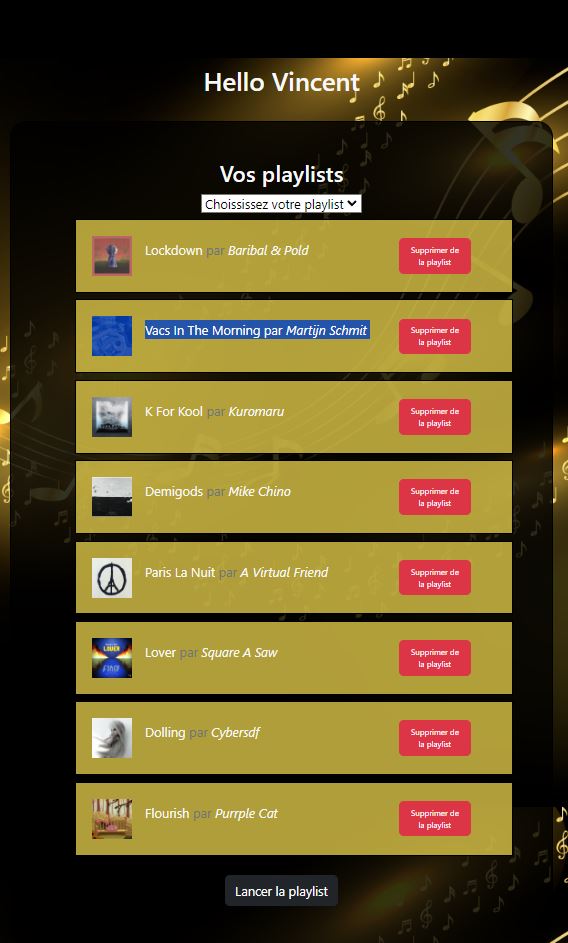 Hello Vincent
Vos playlists
Choississez votre playlist
Lockdown par Baribal & Pold
Supprimer de
la playlist
Vacs In The Morning par Martijn Schmit
Supprimer de
la playlist
K For Kool par Kuromaru
Supprimer de
la playlist
Demigods par Mike Chino
Supprimer de
la playlist
Paris La Nuit par A Virtual Friend
Supprimer de
la playlist
LOVER
Lover par Square A Saw
Supprimer de
la playlist
Dolling par Cybersdf
Supprimer de
la playlist
Flourish par Purrple Cat
Supprimer de
la playlist
Lancer la playlist